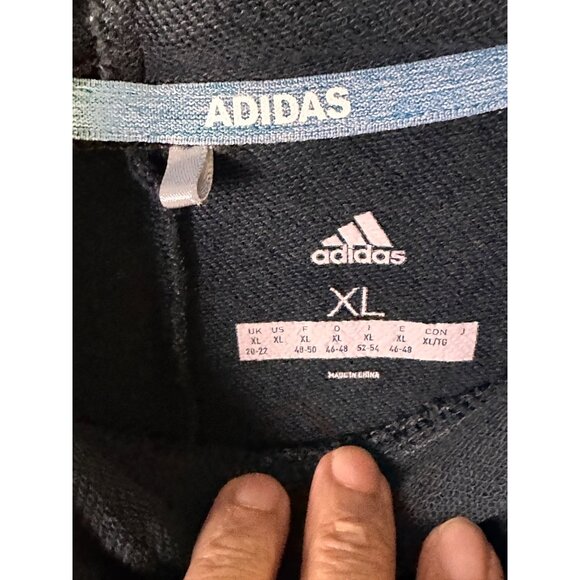 ADIDAS
adidas
XL
UK US F D I E CON J
XL XL XL XL XL XL XL/TG
20-22 48-50 46-48 52-54 46-48
MADE IN CHINA